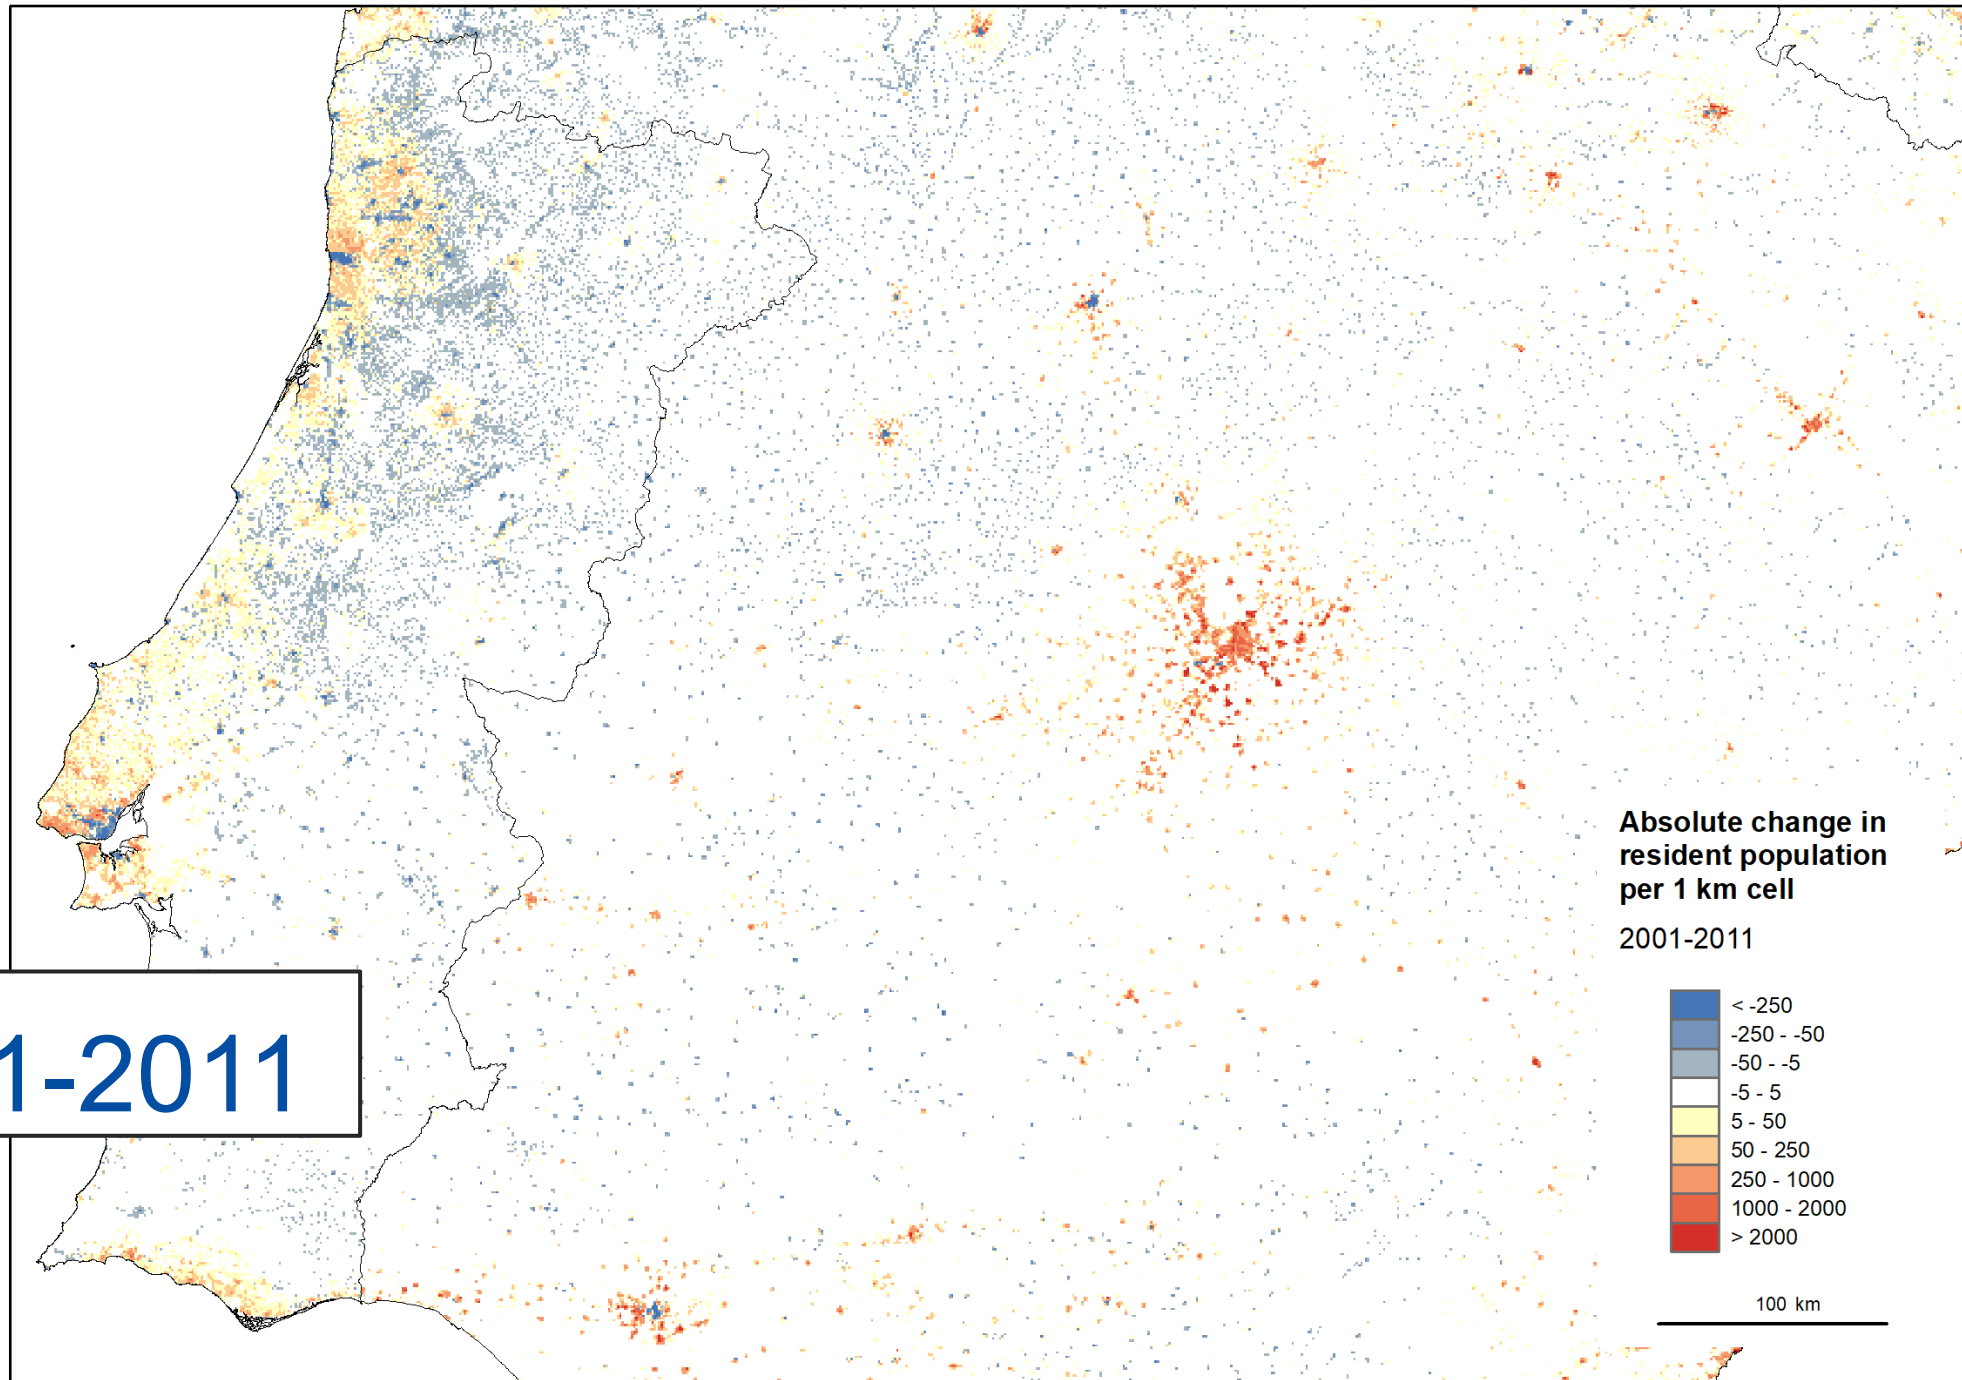 Absolute change in
resident population
per 1 km cell
2001-2011
< -250
-250 - -50
-50 - -5
-5 - 5
5 - 50
50 - 250
250 - 1000
1000 - 2000
> 2000
100 km
1-2011